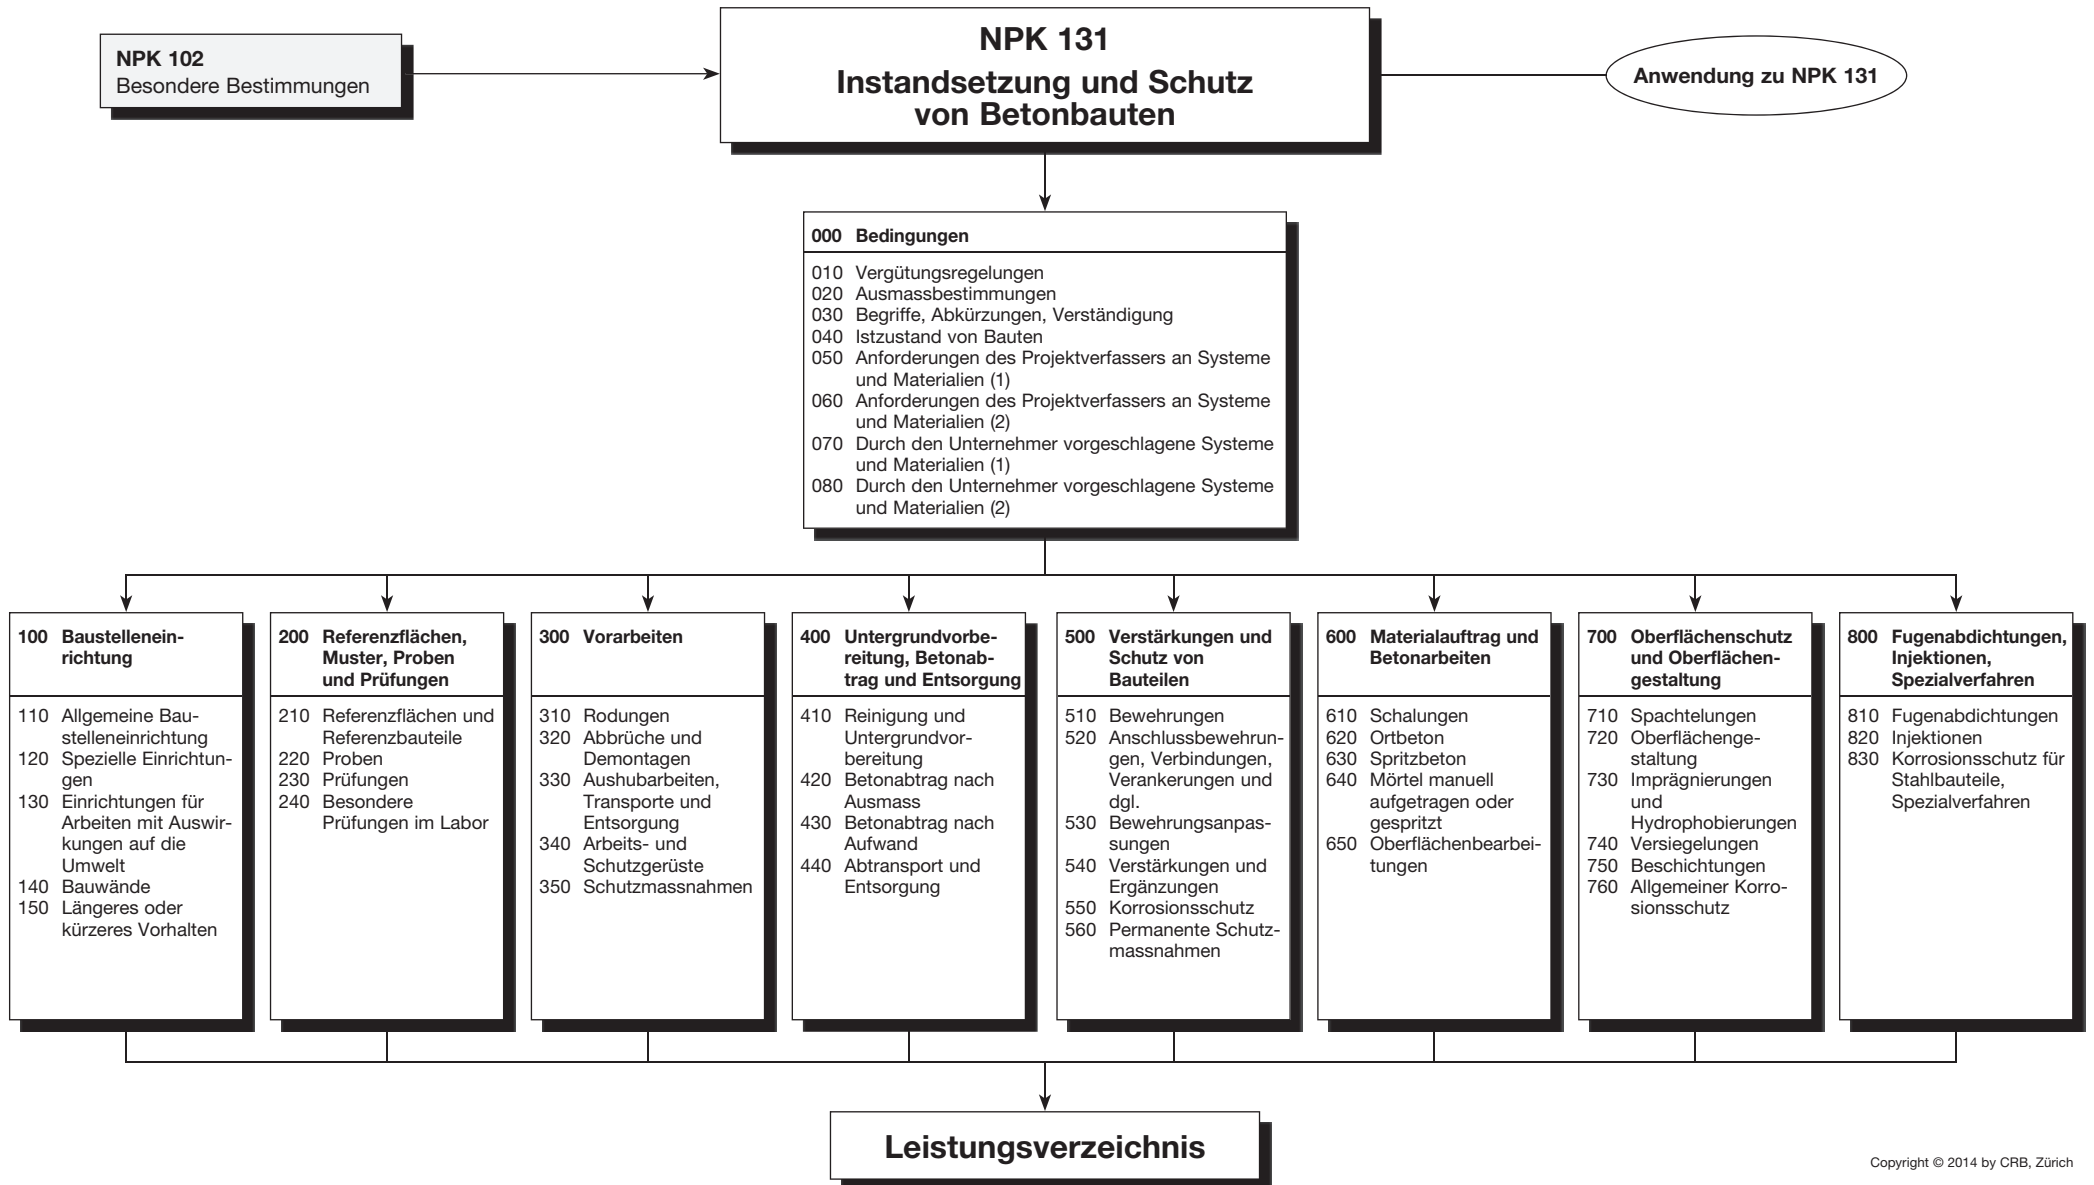 NPK 102
Besondere Bestimmungen
NPK 131
Instandsetzung und Schutz
von Betonbauten
Anwendung zu NPK 131
000 Bedingungen
010 Vergütungsregelungen
020 Ausmassbestimmungen
030 Begriffe, Abkürzungen, Verständigung
040 Istzustand von Bauten
050 Anforderungen des Projektverfassers an Systeme
und Materialien (1)
060 Anforderungen des Projektverfassers an Systeme
und Materialien (2)
070 Durch den Unternehmer vorgeschlagene Systeme
und Materialien (1)
080 Durch den Unternehmer vorgeschlagene Systeme
und Materialien (2)
100 Baustellenein-
richtung
110 Allgemeine Bau-
stelleneinrichtung
120 Spezielle Einrichtun-
gen
130 Einrichtungen für
Arbeiten mit Auswir-
kungen auf die
Umwelt
140 Bauwände
150 Längeres oder
kürzeres Vorhalten
200 Referenzflächen,
Muster, Proben
und Prüfungen
210 Referenzflächen und
Referenzbauteile
220 Proben
230 Prüfungen
240 Besondere
Prüfungen im Labor
300 Vorarbeiten
310 Rodungen
320 Abbrüche und
Demontagen
330 Aushubarbeiten,
Transporte und
Entsorgung
340 Arbeits- und
Schutzgerüste
350 Schutzmassnahmen
400 Untergrundvorbe-
reitung, Betonab-
trag und Entsorgung
410 Reinigung und
Untergrundvor-
bereitung
420 Betonabtrag nach
Ausmass
430 Betonabtrag nach
Aufwand
440 Abtransport und
Entsorgung
500 Verstärkungen und
Schutz von
Bauteilen
510 Bewehrungen
520 Anschlussbewehrun-
gen, Verbindungen,
Verankerungen und
dgl.
530 Bewehrungsanpas-
sungen
540 Verstärkungen und
Ergänzungen
550 Korrosionsschutz
560 Permanente Schutz-
massnahmen
600 Materialauftrag und
Betonarbeiten
610 Schalungen
620 Ortbeton
630 Spritzbeton
640 Mörtel manuell
aufgetragen oder
gespritzt
650 Oberflächenbearbei-
tungen
700 Oberflächenschutz
und Oberflächen-
gestaltung
710 Spachtelungen
720 Oberflächenge-
staltung
730 Imprägnierungen
und
Hydrophobierungen
740 Versiegelungen
750 Beschichtungen
760 Allgemeiner Korro-
sionsschutz
800 Fugenabdichtungen,
Injektionen,
Spezialverfahren
810 Fugenabdichtungen
820 Injektionen
830 Korrosionsschutz für
Stahlbauteile,
Spezialverfahren
Leistungsverzeichnis
Copyright © 2014 by CRB, Zürich